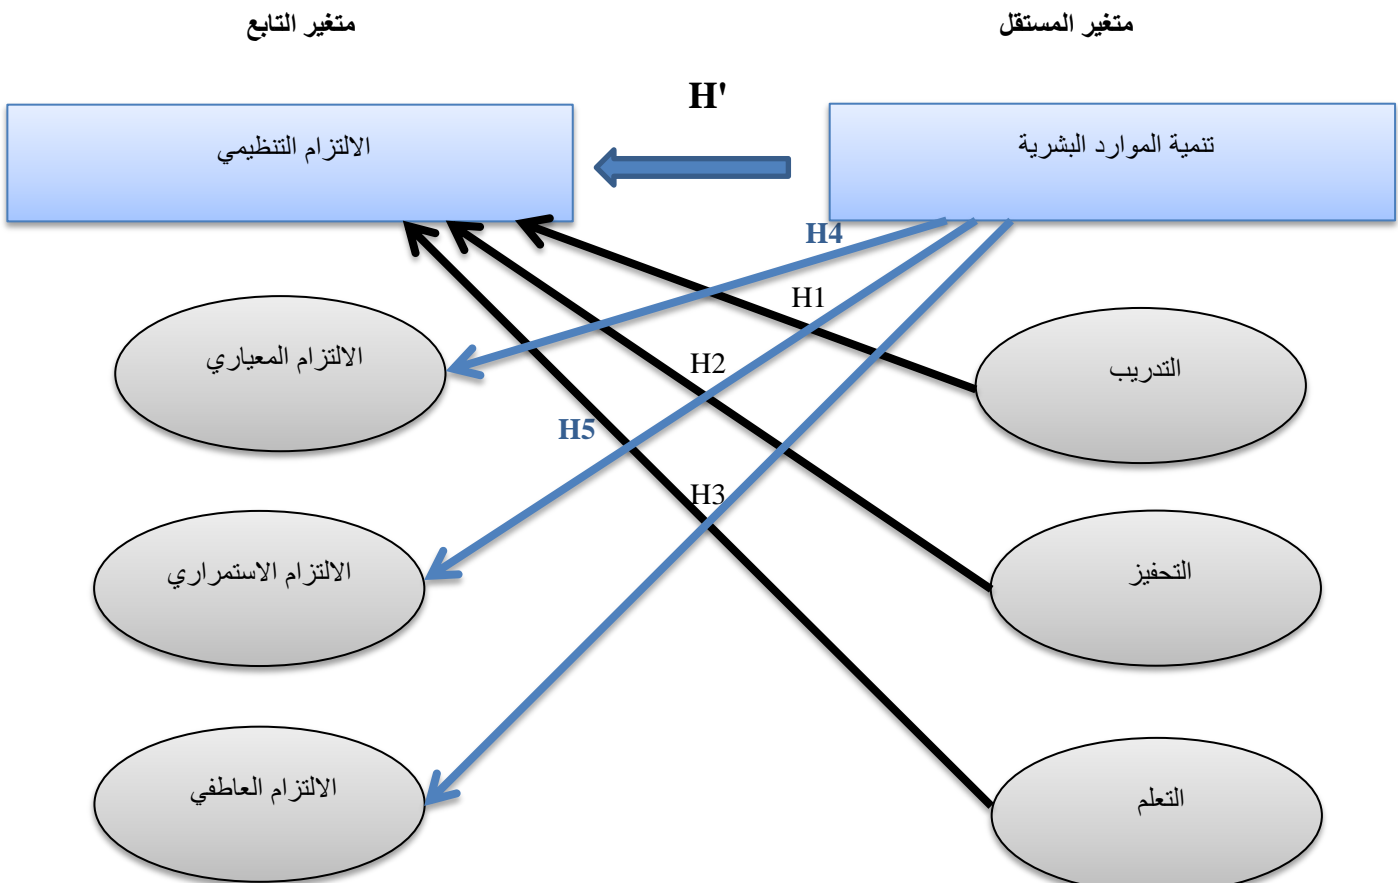 متغير المستقل
متغير التابع
H'
تنمية الموارد البشرية
الالتزام التنظيمي
H4
H1
التدريب
H2
الالتزام المعياري
H5
H3
التحفيز
الالتزام الاستمراري
التعلم
الالتزام العاطفي